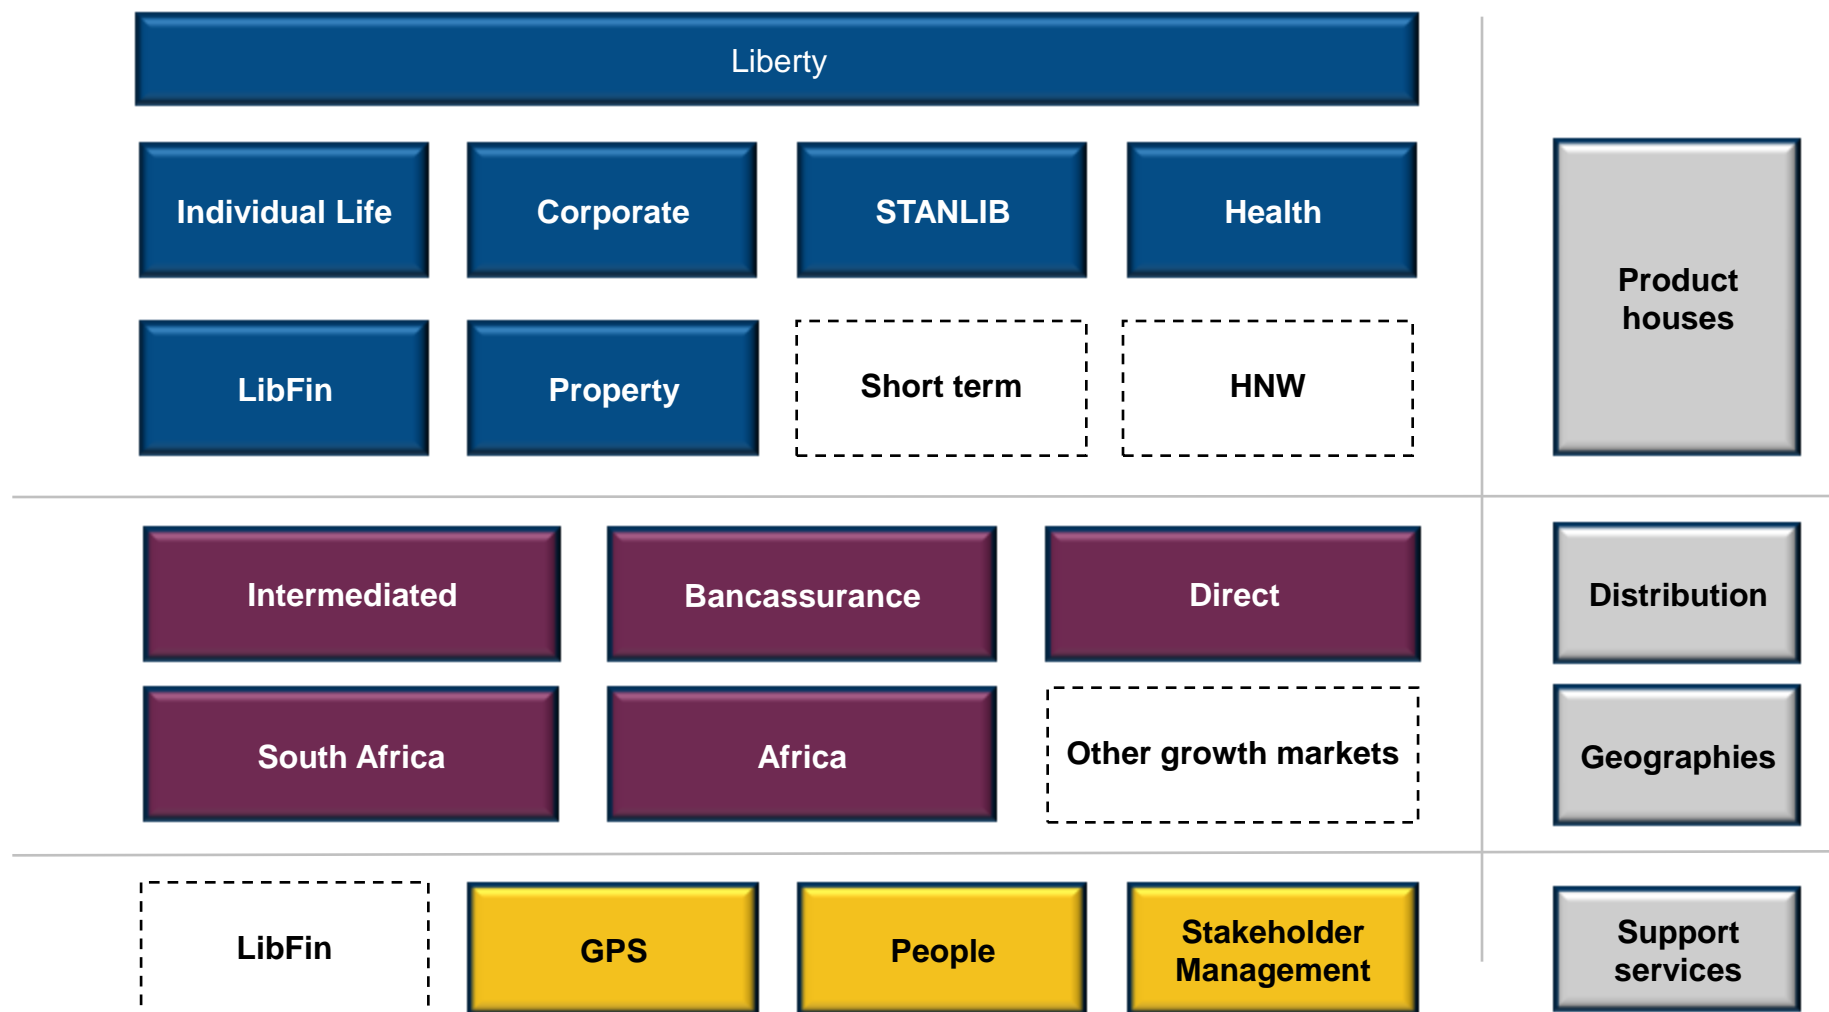 Liberty
Individual Life
Corporate
STANLIB
Health
LibFin
Property
Short term
HNW
Product
houses
Intermediated
Bancassurance
Direct
Distribution
South Africa
Africa
Other growth markets
Geographies
LibFin
GPS
People
Stakeholder
Management
Support
services